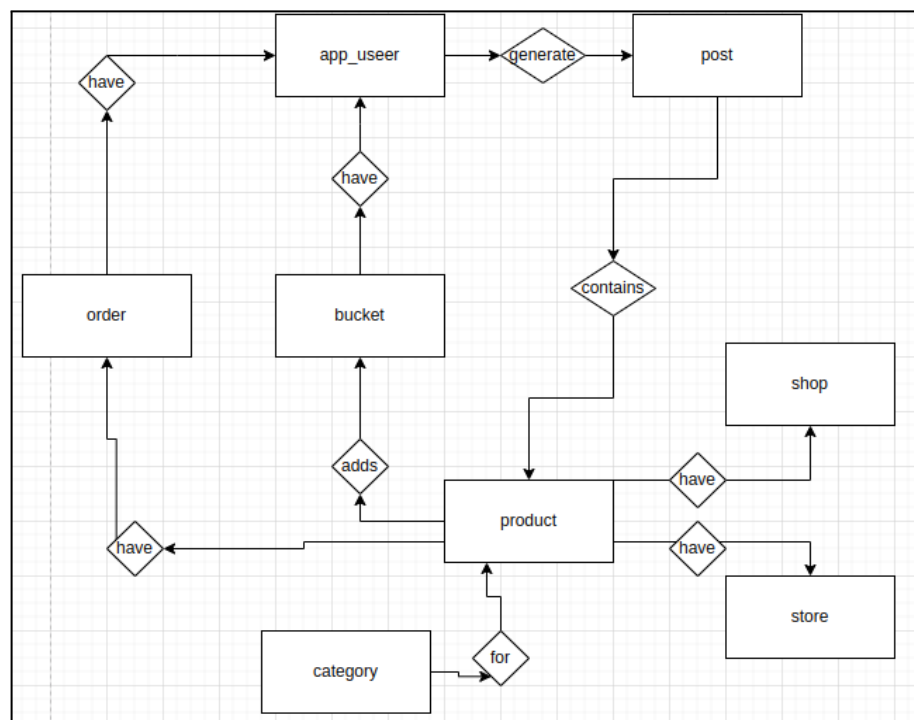 app_useer
generate
post
have
have
contains
order
bucket
shop
adds
have
product
have
have
store
for
category